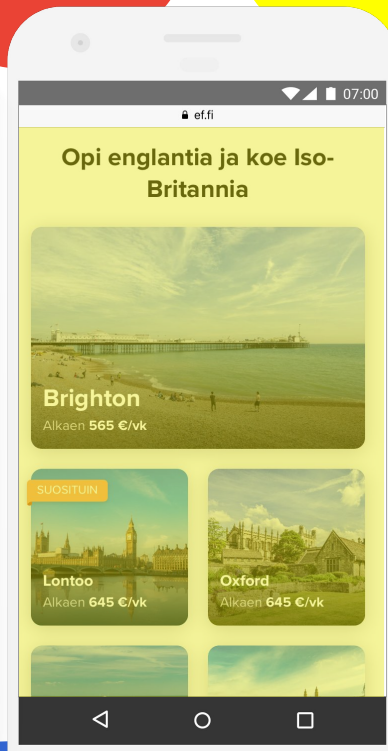 07:00
ef.fi
Opi englantia ja koe Iso-
Britannia
Brighton
Alkaen 565 €/vk
SUOSITUIN
Lontoo
Alkaen 645 €/vk
Oxford
Alkaen 645 €/vk